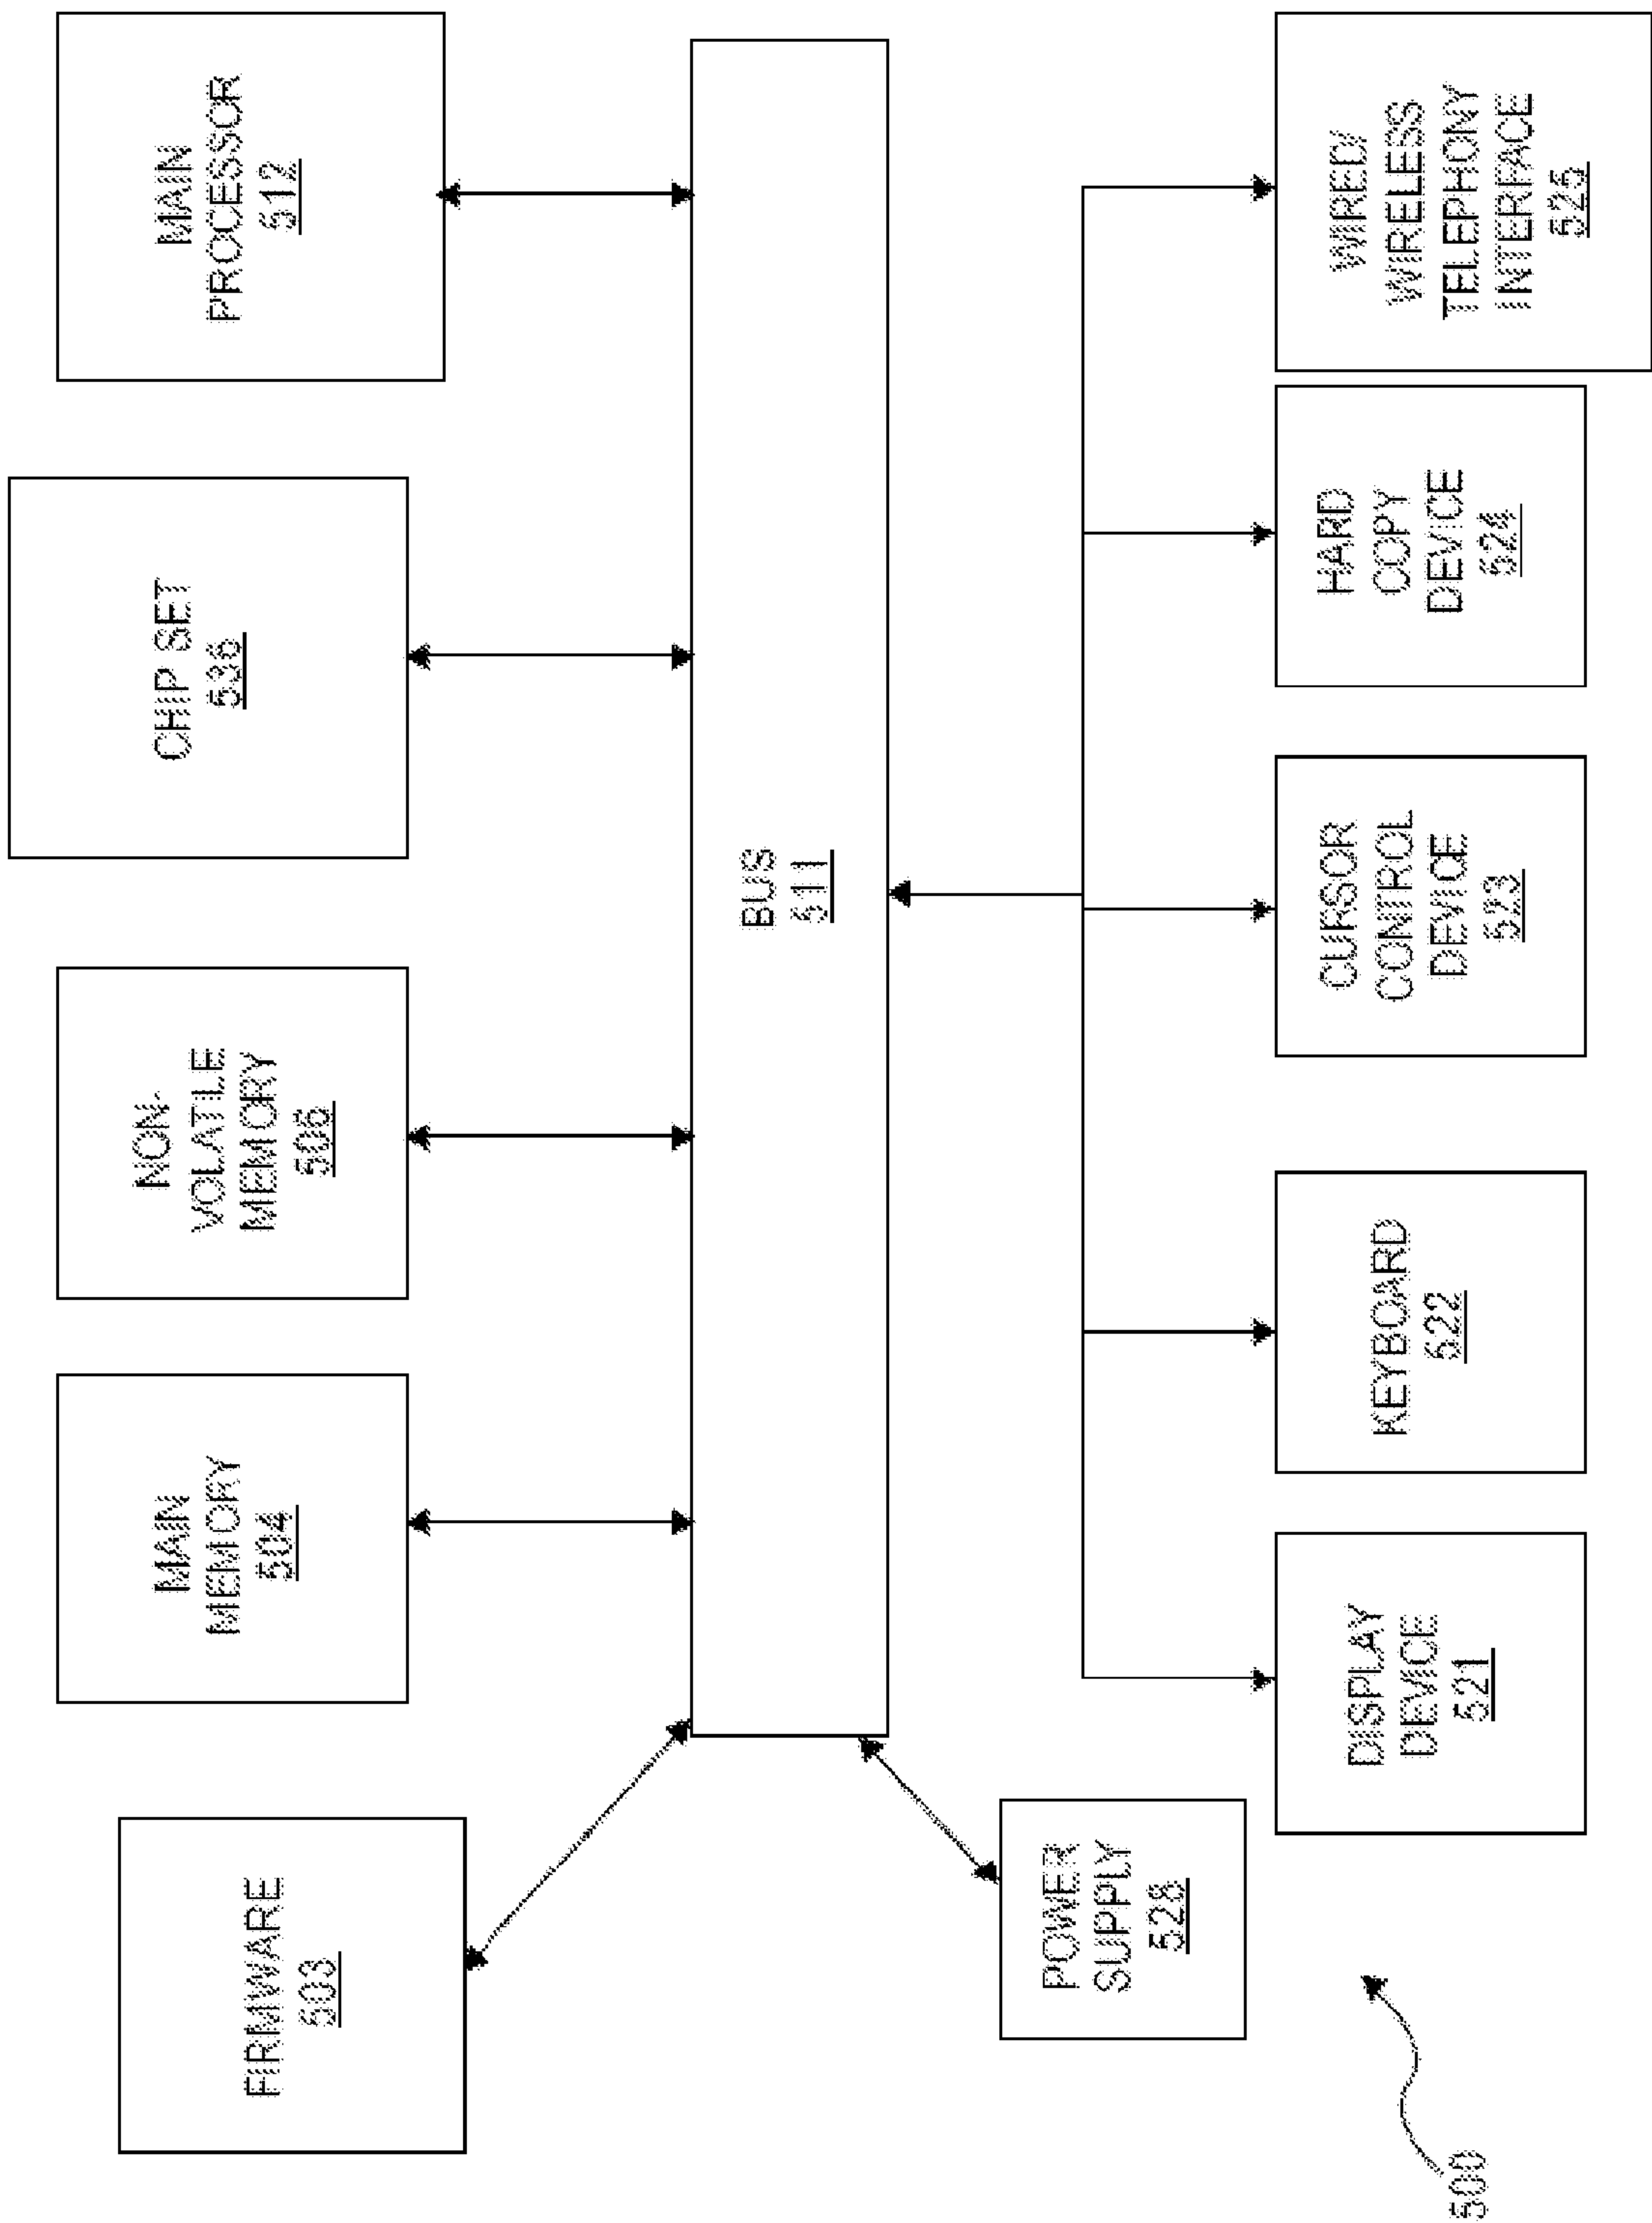 FIRMWARE
503
MAIN
MEMORY
504
NON-
VOLATILE
MEMORY
506
CHIP SET
536
MAIN
PROCESSOR
512
BUS
511
POWER
SUPPLY
528
DISPLAY
DEVICE
521
KEYBOARD
522
CURSOR
CONTROL
DEVICE
523
HARD
COPY
DEVICE
524
WIRED/
WIRELESS
TELEPHONY
INTERFACE
525
500